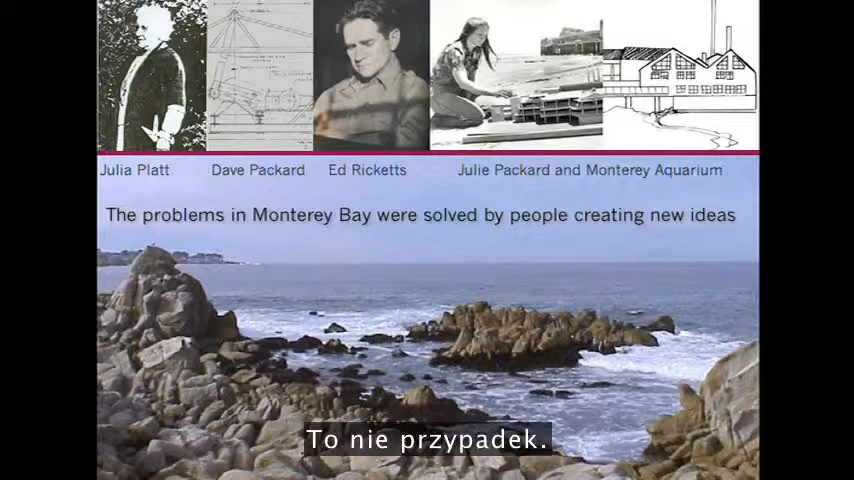 Julia Platt
Dave Packard
Ed Ricketts
Julie Packard and Monterey Aquarium
The problems in Monterey Bay were solved by people creating new ideas
To nie przypadek.